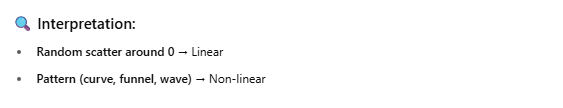 🔍 Interpretation:
• Random scatter around 0 → Linear
• Pattern (curve, funnel, wave) → Non-linear